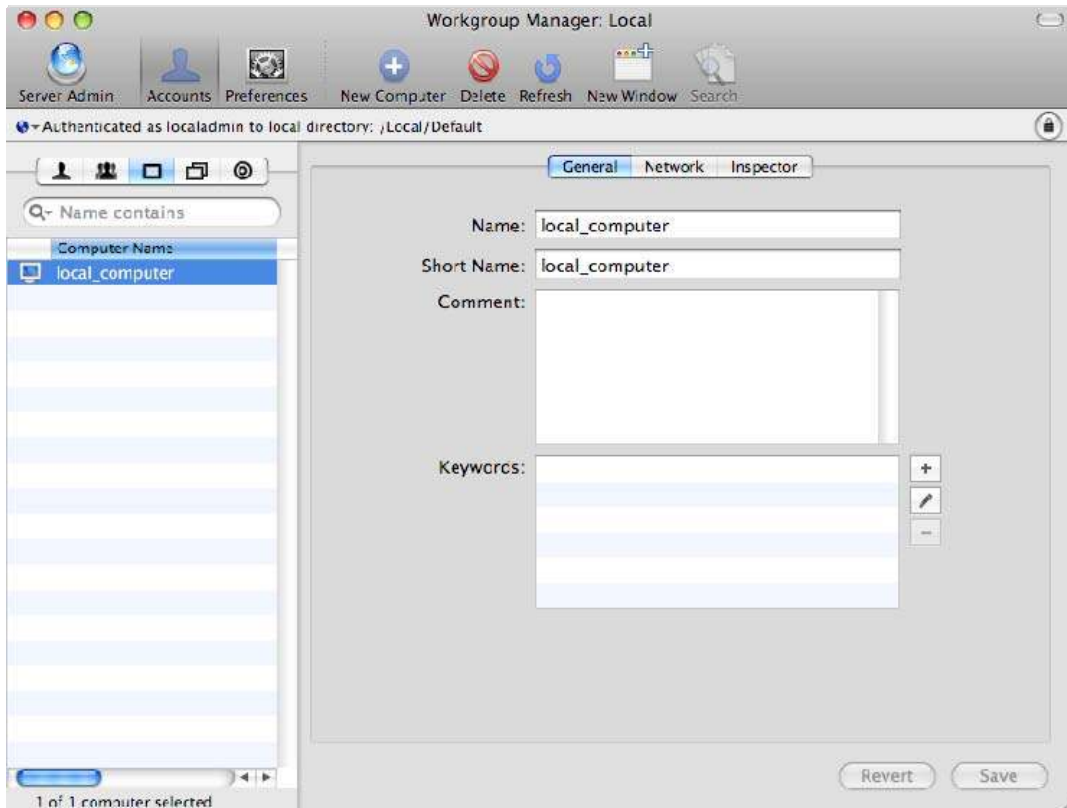 Workgroup Manager: Local
Server Admin Accounts Preferences New Computer Delete Refresh New Window Search
Authenticated as localadmin to local directory: /Local/Default
General Network Inspector
Name contains
Computer Name
local_computer
Name: local_computer
Short Name: local_computer
Comment:
Keywords:
Revert Save
1 of 1 computer selected